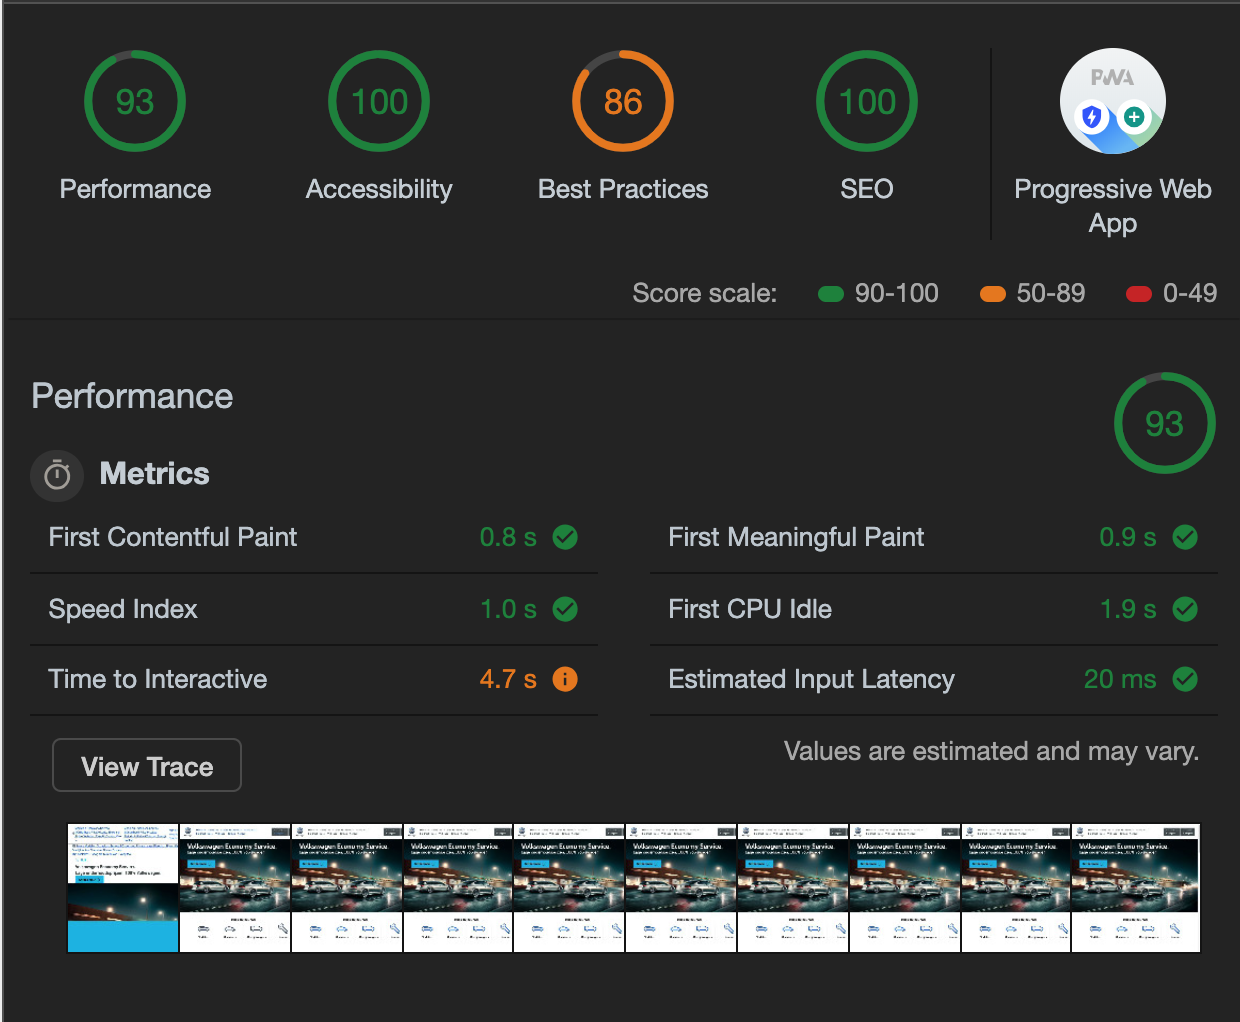 93
100
86
100
PWA
Performance
Accessibility
Best Practices
SEO
Progressive Web
App
Score scale:
90-100
50-89
0-49
Performance
93
Metrics
First Contentful Paint
0.8 s
First Meaningful Paint
0.9 s
Speed Index
1.0 s
First CPU Idle
1.9 s
Time to Interactive
4.7 s
Estimated Input Latency
20 ms
View Trace
Values are estimated and may vary.
Volkswagen Economy Service.
Volkswagen Economy Service.
Volkswagen Economy Service.
Volkswagen Economy Service.
Volkswagen Economy Service.
Volkswagen Economy Service.
Volkswagen Economy Service.
Volkswagen Economy Service.
Volkswagen Economy Service.
Volkswagen Economy Service.